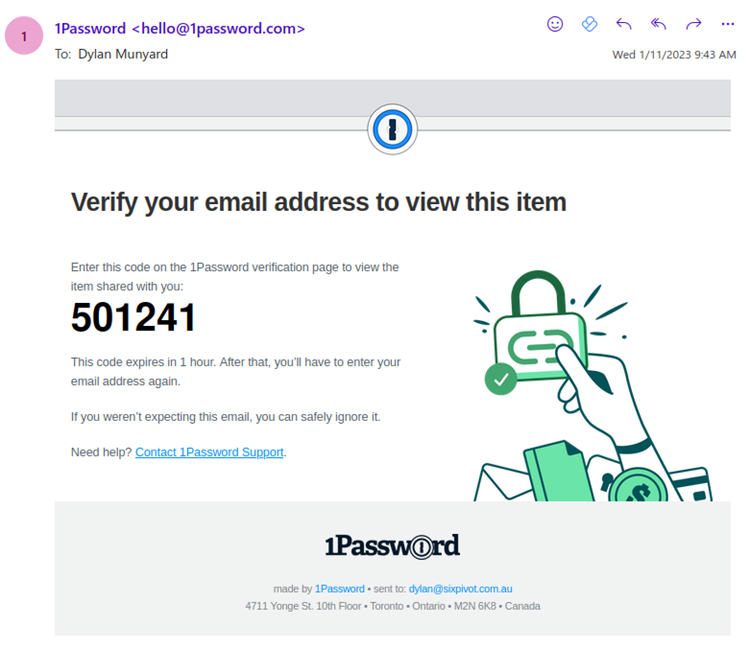 1
1Password <hello@1password.com>
To: Dylan Munyard
Wed 1/11/2023 9:43 AM
Verify your email address to view this item
Enter this code on the 1Password verification page to view the
item shared with you:
501241
This code expires in 1 hour. After that, you’ll have to enter your
email address again.
If you weren’t expecting this email, you can safely ignore it.
Need help? Contact 1Password Support.
$
1Password
made by 1Password • sent to: dylan@sixpivot.com.au
4711 Yonge St. 10th Floor • Toronto • Ontario • M2N 6K8 • Canada